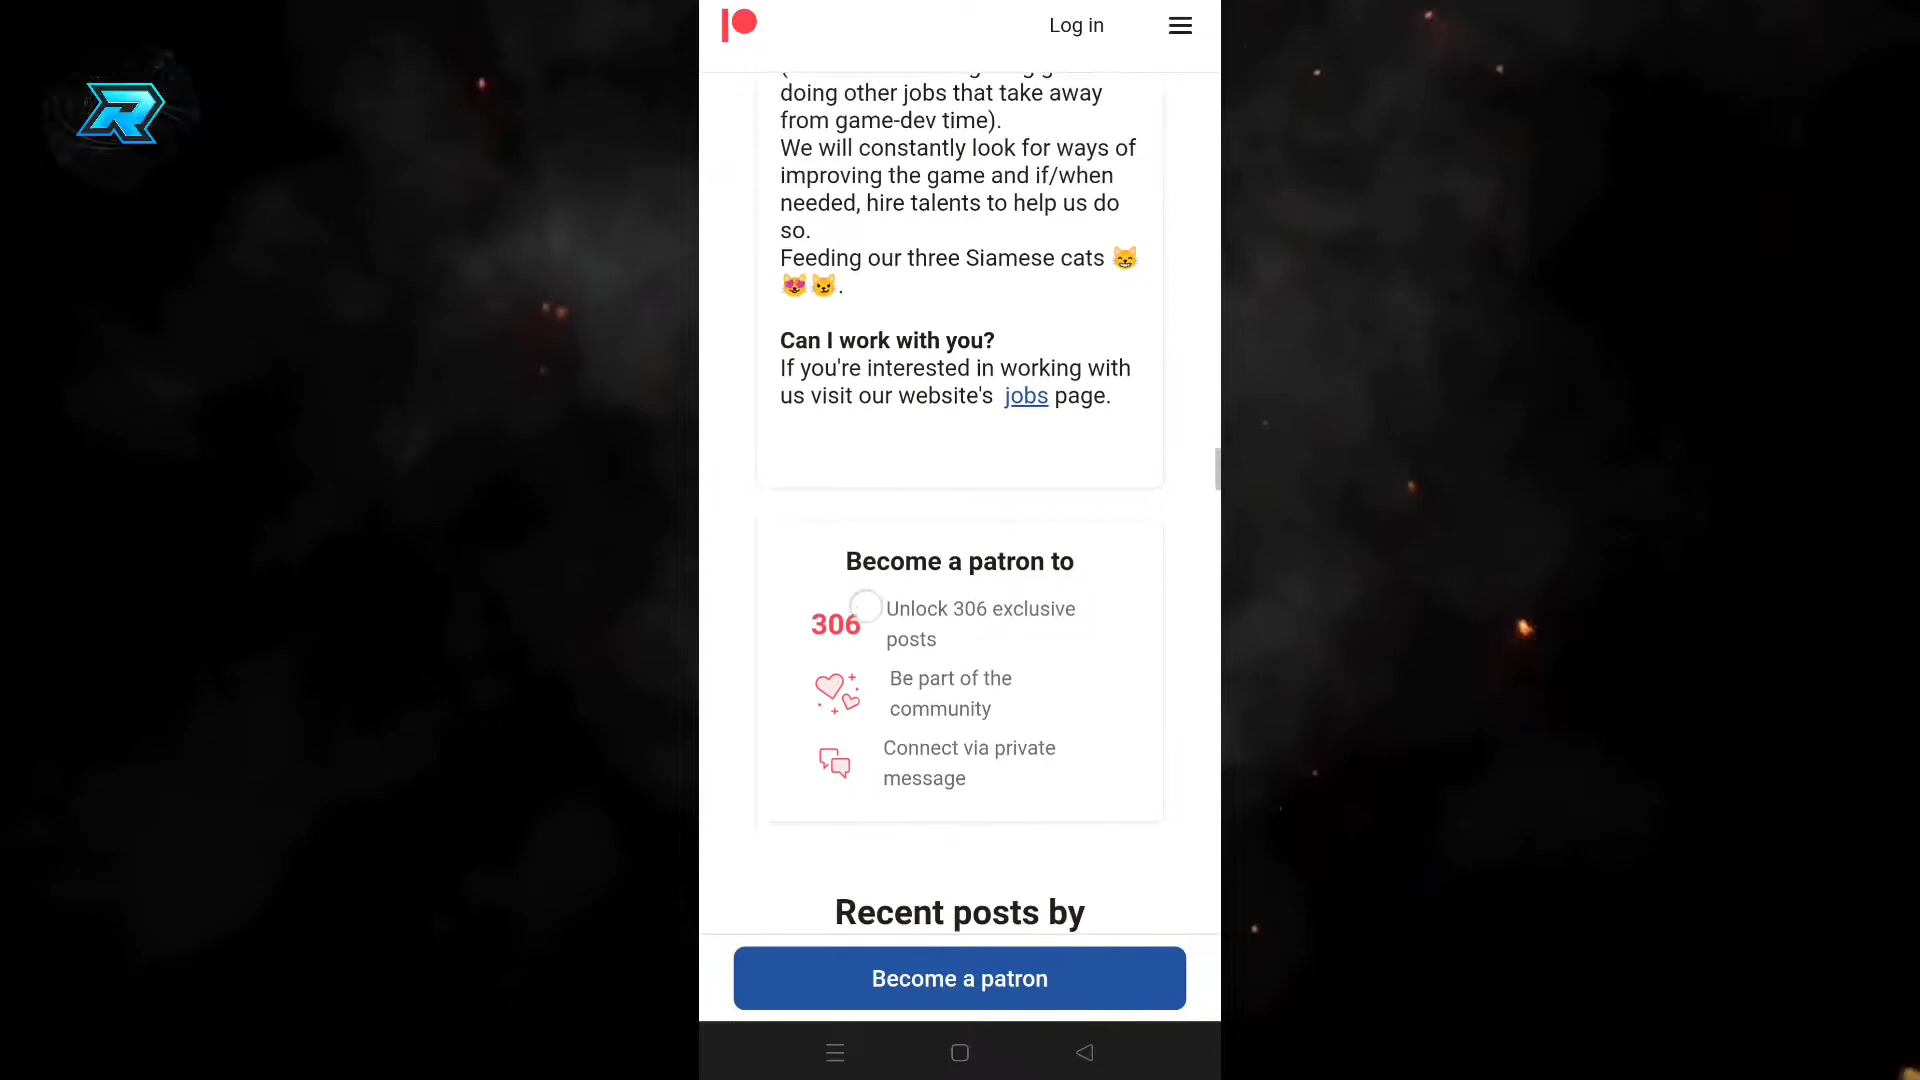 Log in
doing other jobs that take away
from game-dev time).
We will constantly look for ways of
improving the game and if/when
needed, hire talents to help us do
so.
Feeding our three Siamese cats 😸
😻😼.
Can I work with you?
If you're interested in working with
us visit our website's jobs page.
Become a patron to
306
Unlock 306 exclusive
posts
Be part of the
community
Connect via private
message
Recent posts by
Become a patron